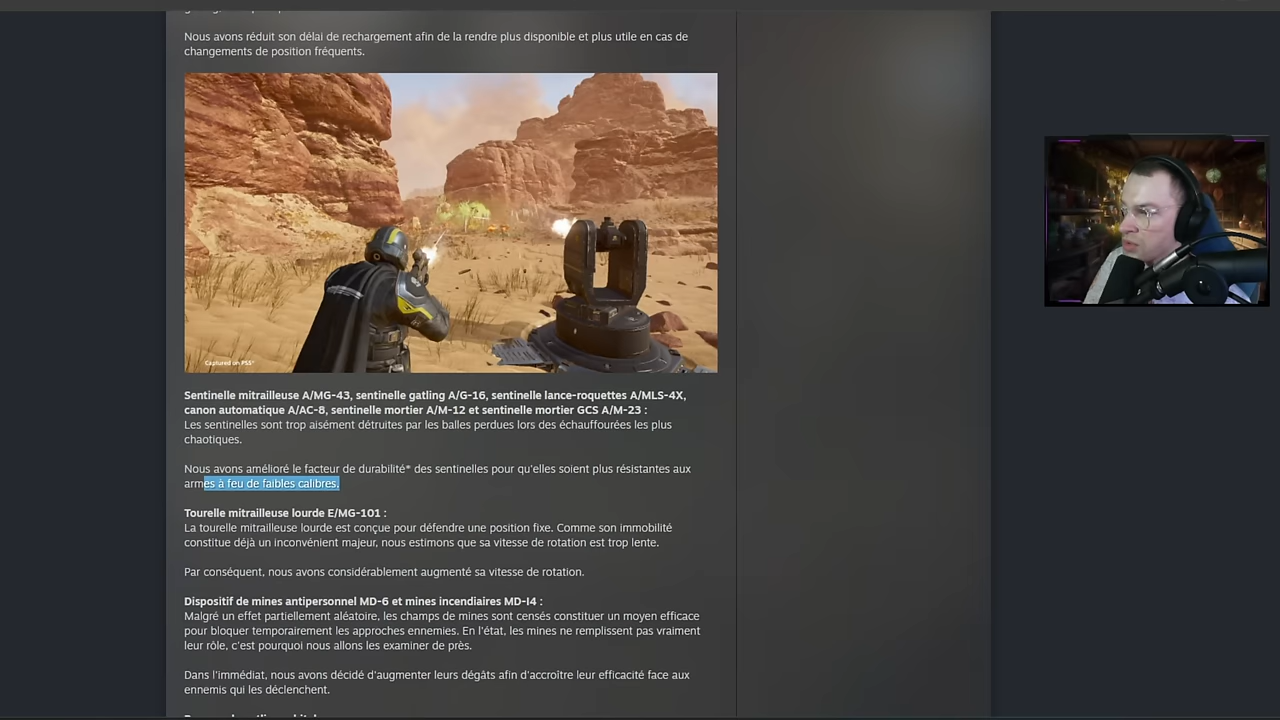 Nous avons réduit son délai de rechargement afin de la rendre plus disponible et plus utile en cas de
changements de position fréquents.
Captured on PS5*
Sentinelle mitrailleuse A/MG-43, sentinelle gatling A/G-16, sentinelle lance-roquettes A/MLS-4X,
canon automatique A/AC-8, sentinelle mortier A/M-12 et sentinelle mortier GCS A/M-23 :
Les sentinelles sont trop aisément détruites par les balles perdues lors des échauffourées les plus
chaotiques.
Nous avons amélioré le facteur de durabilité* des sentinelles pour qu'elles soient plus résistantes aux
armes à feu de faibles calibres.
Tourelle mitrailleuse lourde E/MG-101 :
La tourelle mitrailleuse lourde est conçue pour défendre une position fixe. Comme son immobilité
constitue déjà un inconvénient majeur, nous estimons que sa vitesse de rotation est trop lente.
Par conséquent, nous avons considérablement augmenté sa vitesse de rotation.
Dispositif de mines antipersonnel MD-6 et mines incendiaires MD-I4 :
Malgré un effet partiellement aléatoire, les champs de mines sont censés constituer un moyen efficace
pour bloquer temporairement les approches ennemies. En l'état, les mines ne remplissent pas vraiment
leur rôle, c'est pourquoi nous allons les examiner de près.
Dans l'immédiat, nous avons décidé d'augmenter leurs dégâts afin d'accroître leur efficacité face aux
ennemis qui les déclenchent.